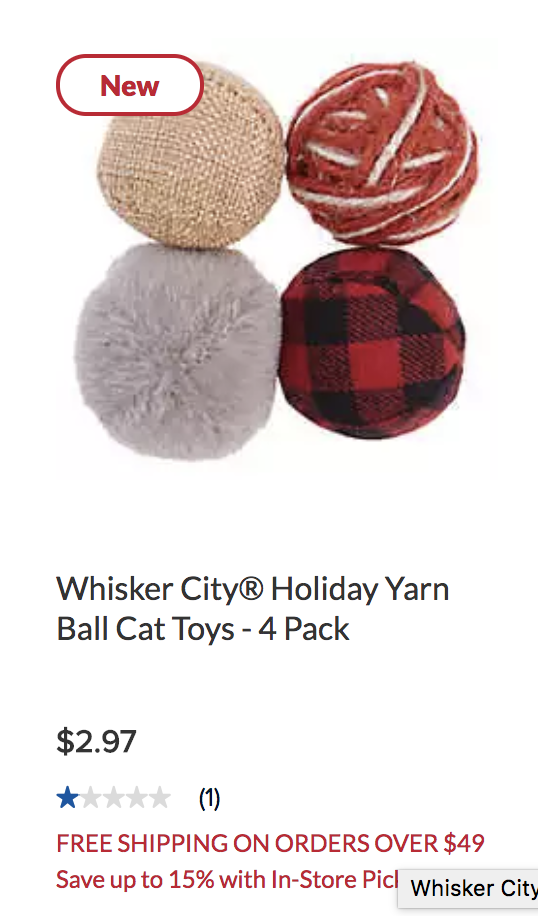 New
Whisker City® Holiday Yarn
Ball Cat Toys - 4 Pack
$2.97
(1)
FREE SHIPPING ON ORDERS OVER $49
Save up to 15% with In-Store
Whisker City